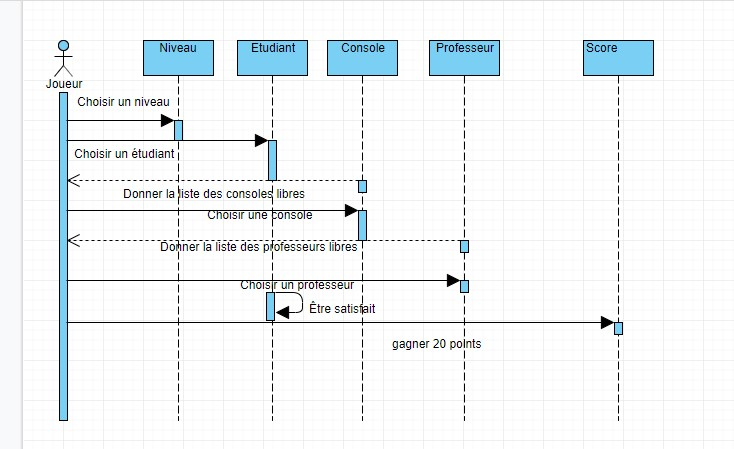 Niveau
Etudiant
Console
Professeur
Score
Joueur
Choisir un niveau
Choisir un étudiant
Donner la liste des consoles libres
Choisir une console
Donner la liste des professeurs libres
Choisir un professeur
Être satisfait
gagner 20 points